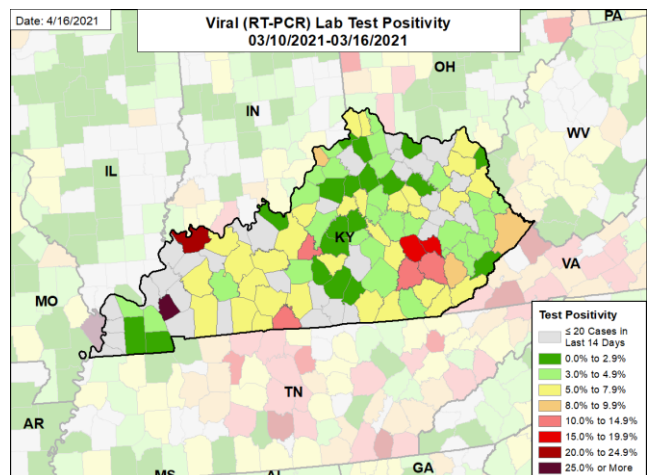 Date: 4/16/2021
Viral (RT-PCR) Lab Test Positivity
03/10/2021-03/16/2021
PA
OH
IN
WV
IL
KY
VA
MO
TN
AR
MS
AL
GA
Test Positivity
≤ 20 Cases in
Last 14 Days
0.0% to 2.9%
3.0% to 4.9%
5.0% to 7.9%
8.0% to 9.9%
10.0% to 14.9%
15.0% to 19.9%
20.0% to 24.9%
25.0% or More